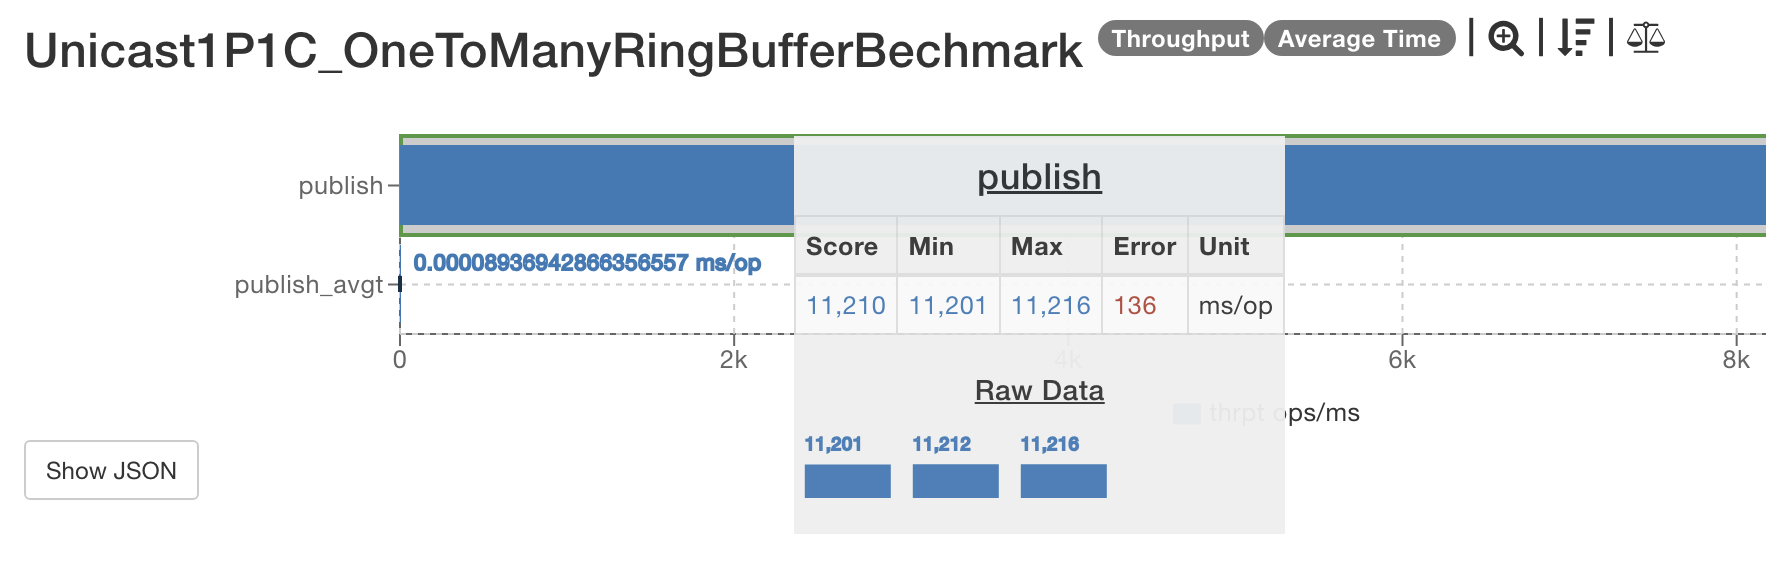 Unicast1P1C_OneToManyRingBufferBechmark Throughput Average Time
publish
publish
Score Min Max Error Unit
0.00008936942866356557 ms/op
publish_avgt
11,210 11,201 11,216 136 ms/op
0 2k 4k 6k 8k
Raw Data
thrpt ops/ms
11,201 11,212 11,216
Show JSON